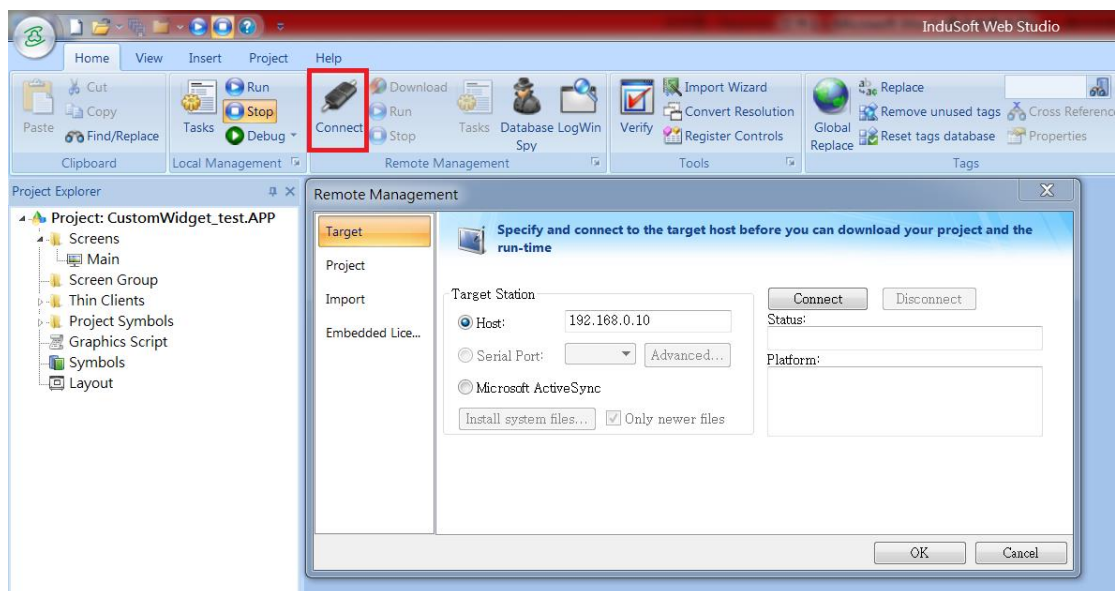 InduSoft Web Studio
Home View Insert Project Help
Cut
Copy
Paste
Find/Replace
Clipboard
Tasks
Run
Stop
Debug
Local Management
Connect
Download
Run
Stop
Tasks
Database Spy
LogWin
Remote Management
Verify
Import Wizard
Convert Resolution
Register Controls
Tools
Global Replace
Replace
Remove unused tags
Reset tags database
Cross Reference
Properties
Tags
Project Explorer
Project: CustomWidget_test.APP
Screens
Main
Screen Group
Thin Clients
Project Symbols
Graphics Script
Symbols
Layout
Remote Management
Target
Project
Import
Embedded Lice...
Specify and connect to the target host before you can download your project and the
run-time
Target Station
Host: 192.168.0.10
Serial Port: Advanced...
Microsoft ActiveSync
Install system files... Only newer files
Connect Disconnect
Status:
Platform:
OK Cancel